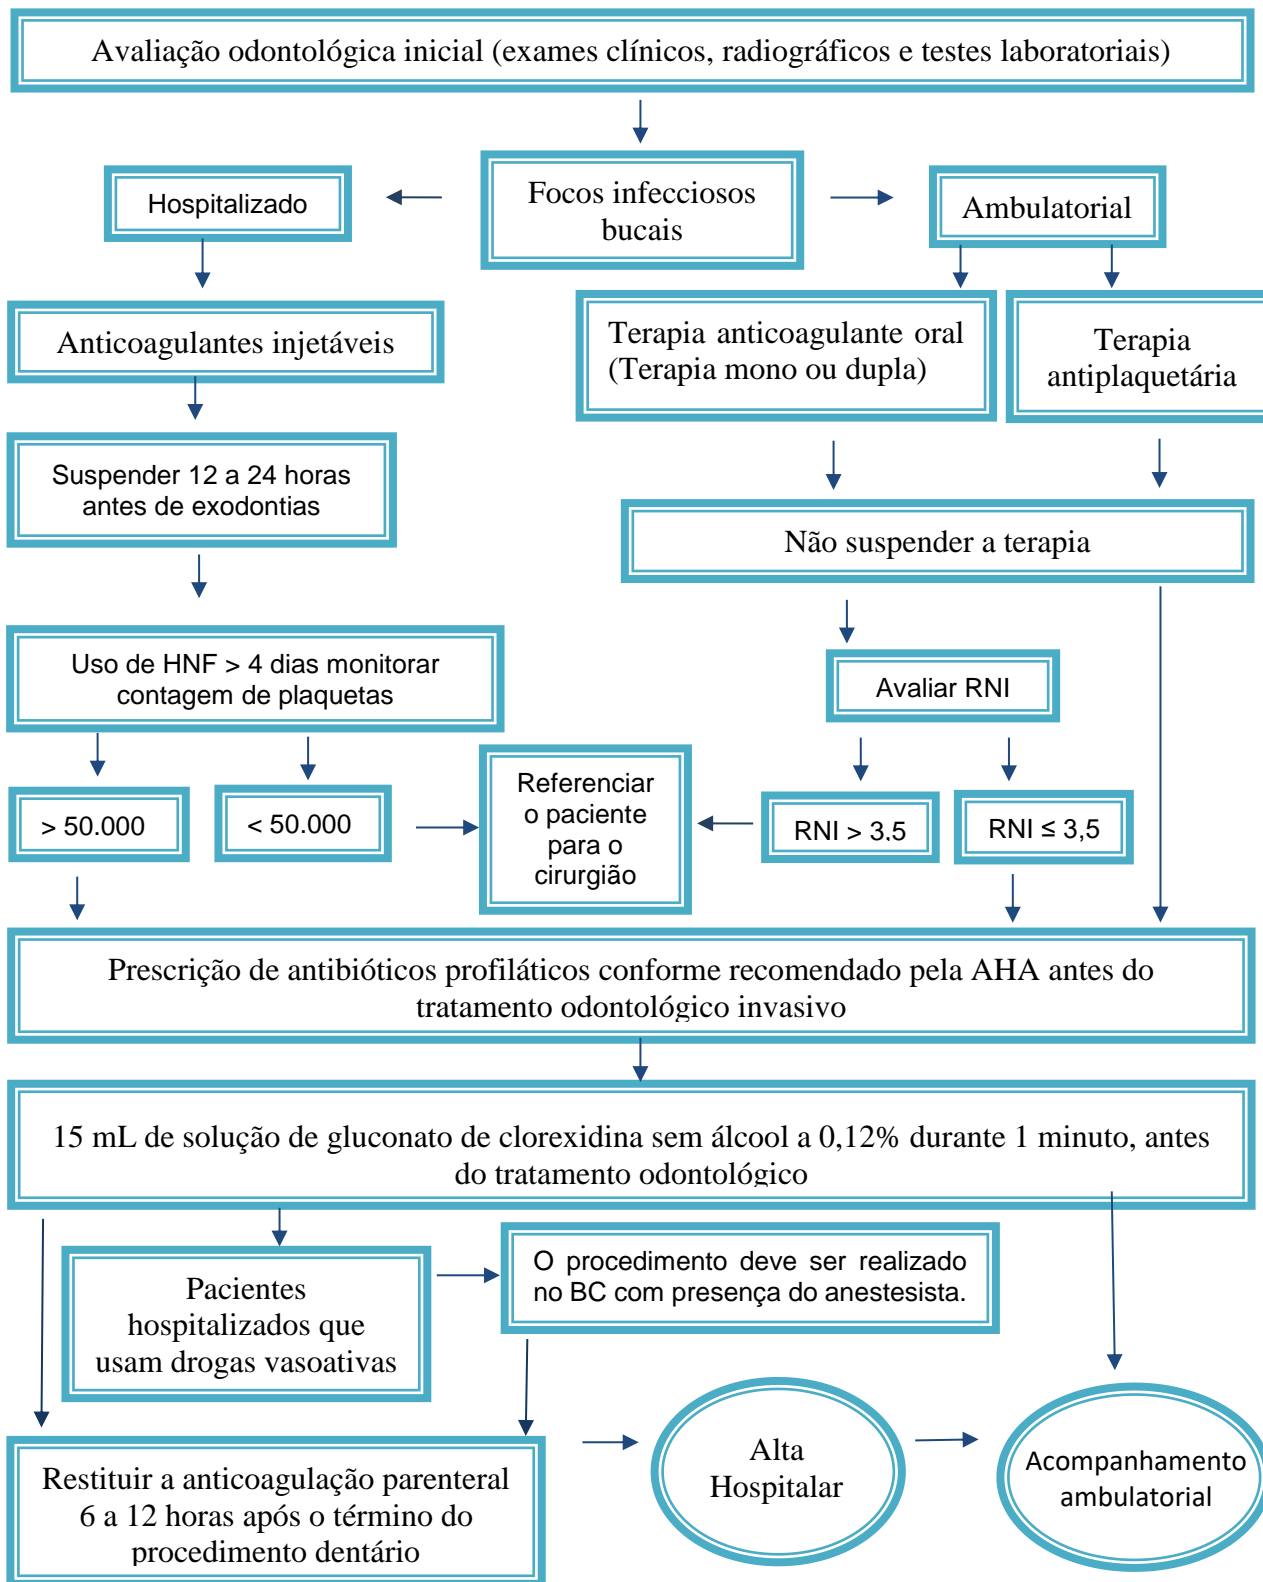 Avaliação odontológica inicial (exames clínicos, radiográficos e testes laboratoriais)
Hospitalizado
Focos infecciosos
bucais
Ambulatorial
Anticoagulantes injetáveis
Terapia anticoagulante oral
(Terapia mono ou dupla)
Terapia
antiplaquetária
Suspender 12 a 24 horas
antes de exodontias
Não suspender a terapia
Uso de HNF > 4 dias monitorar
contagem de plaquetas
Avaliar RNI
> 50.000
< 50.000
Referenciar
o paciente
para o
cirurgião
RNI > 3.5
RNI ≤ 3,5
Prescrição de antibióticos profiláticos conforme recomendado pela AHA antes do
tratamento odontológico invasivo
15 mL de solução de gluconato de clorexidina sem álcool a 0,12% durante 1 minuto, antes
do tratamento odontológico
Pacientes
hospitalizados que
usam drogas vasoativas
O procedimento deve ser realizado
no BC com presença do anestesista.
Restituir a anticoagulação parenteral
6 a 12 horas após o término do
procedimento dentário
Alta
Hospitalar
Acompanhamento
ambulatorial